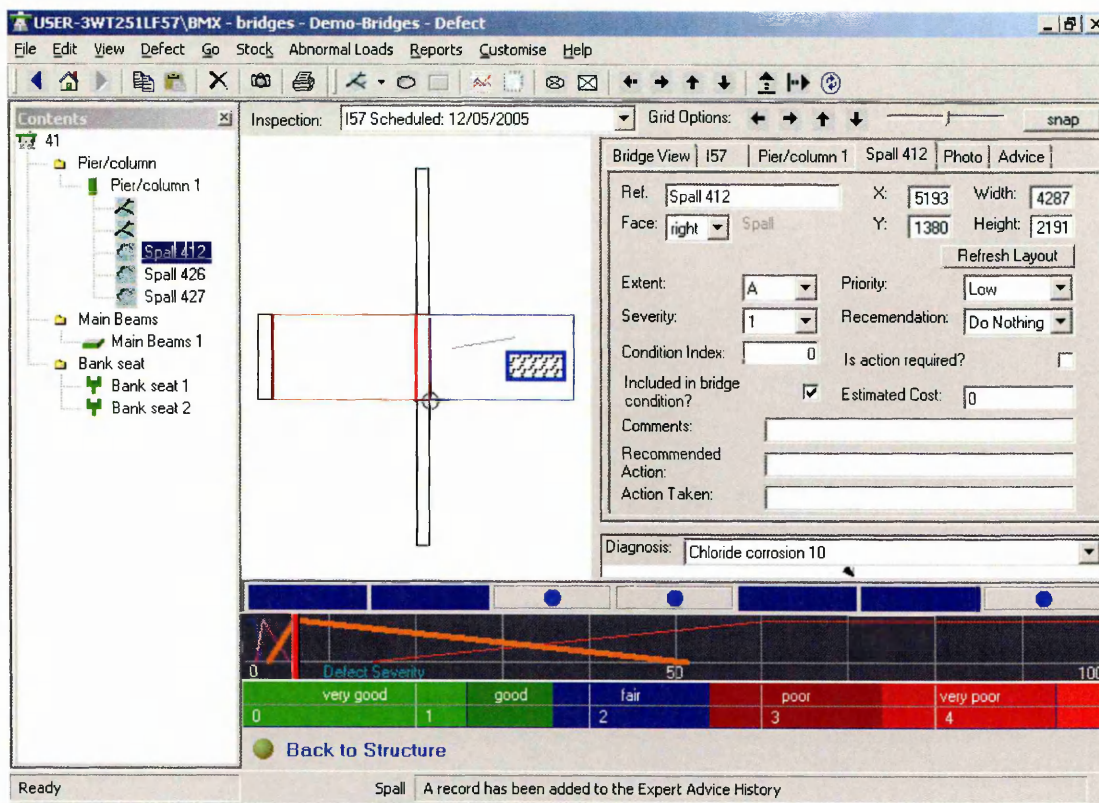 USER-3WT251LF57\BMX - bridges - Demo-Bridges - Defect
File Edit View Defect Go Stock Abnormal Loads Reports Customise Help
Contents
41
Pier/column
Pier/column 1
Spall 412
Spall 426
Spall 427
Main Beams
Main Beams 1
Bank seat
Bank seat 1
Bank seat 2
Inspection: I57 Scheduled: 12/05/2005 Grid Options: snap
Bridge View I57 Pier/column 1 Spall 412 Photo Advice
Ref. Spall 412 X: 5193 Width: 4287
Face: right Spall Y: 1380 Height: 2191
Refresh Layout
Extent: A Priority: Low
Severity: 1 Recemendation: Do Nothing
Condition Index: 0 Is action required?
Included in bridge condition? Estimated Cost: 0
Comments:
Recommended
Action:
Action Taken:
Diagnosis: Chloride corrosion 10
0 Defect Severity 50 100
very good good fair poor very poor
0 1 2 3 4
Back to Structure
Ready Spall A record has been added to the Expert Advice History